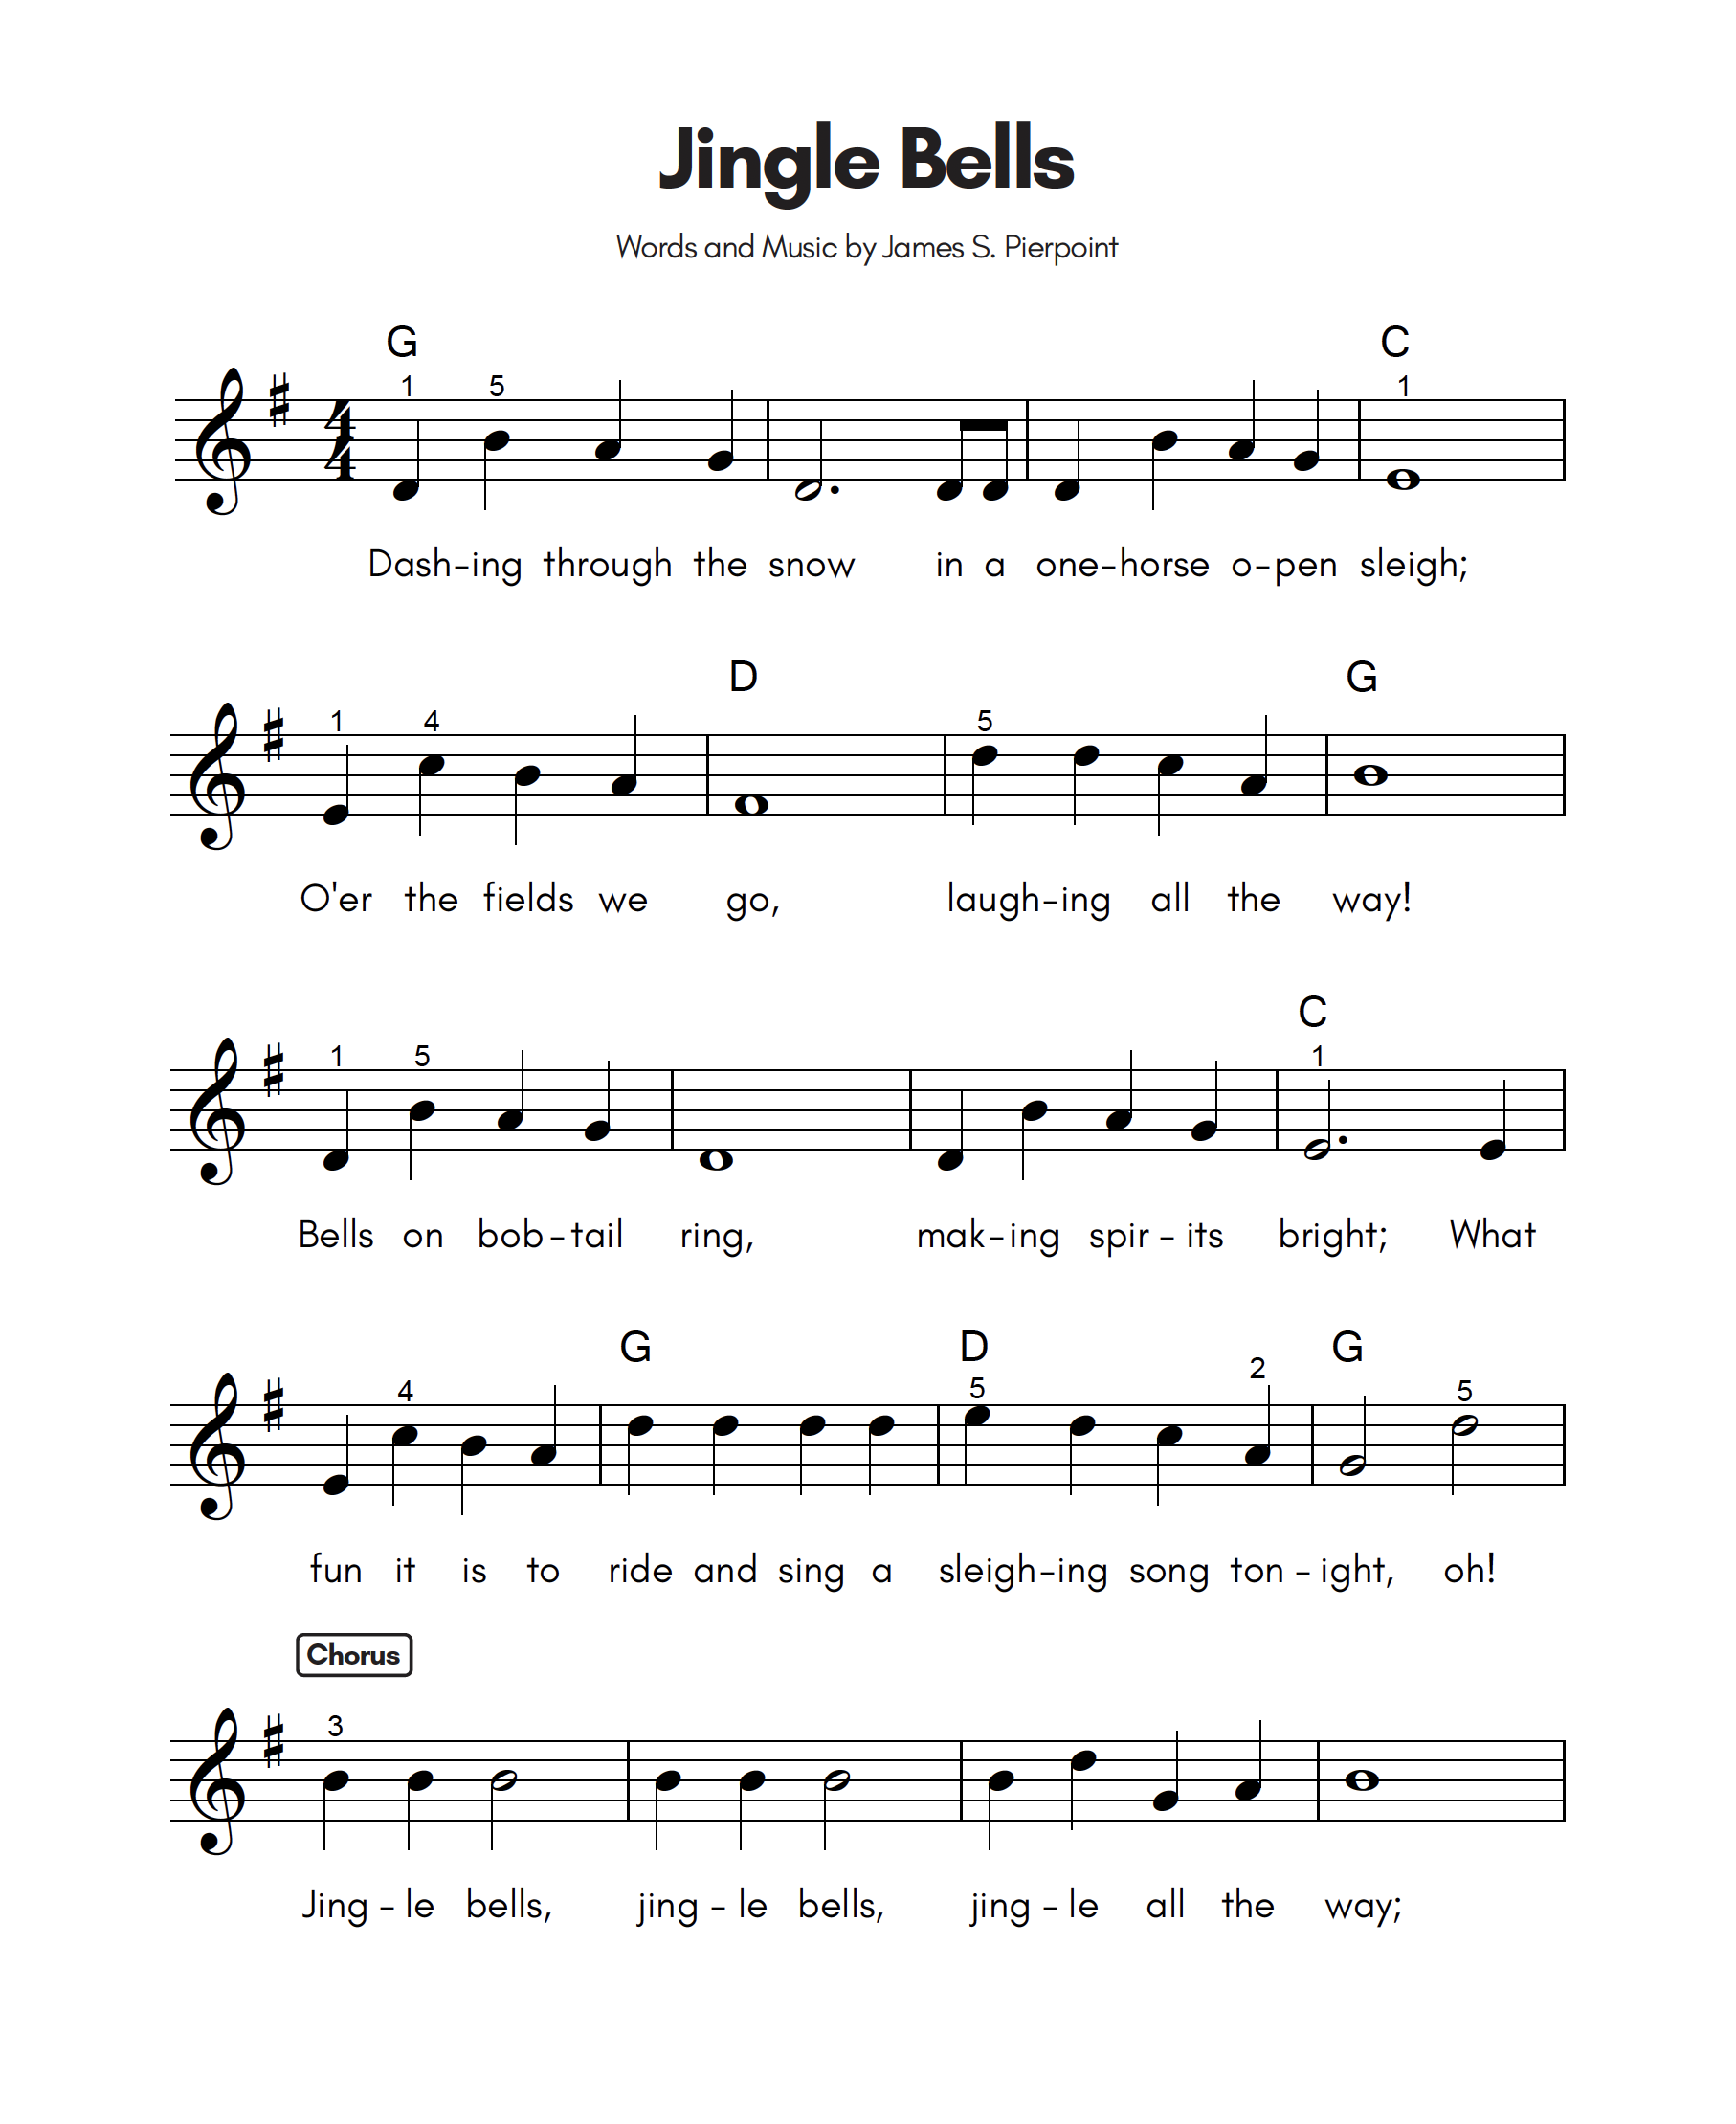 Jingle Bells
Words and Music by James S. Pierpoint
G C
1 5 1
4
4
Dash-ing through the snow in a one-horse o-pen sleigh;
D G
1 4 5
O'er the fields we go, laugh-ing all the way!
C
1 5 1
Bells on bob-tail ring, mak-ing spir-its bright; What
G D G
4 5 2 5
fun it is to ride and sing a sleigh-ing song ton-ight, oh!
Chorus
3
Jing-le bells, jing-le bells, jing-le all the way;